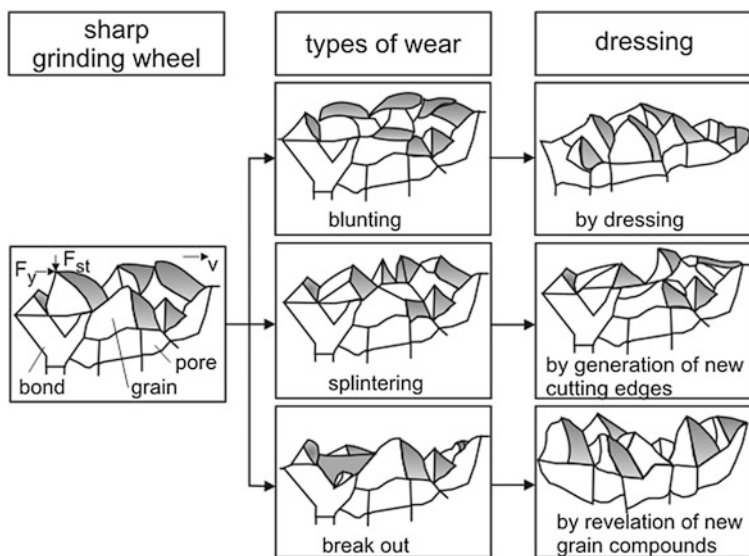 sharp
grinding wheel
types of wear
dressing
blunting
by dressing
F_y
F_st
v
bond
grain
pore
splintering
by generation of new
cutting edges
break out
by revelation of new
grain compounds